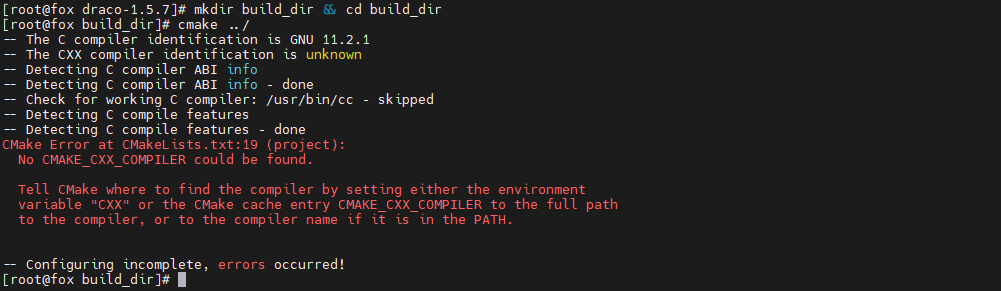 [root@fox draco-1.5.7]# mkdir build_dir && cd build_dir
[root@fox build_dir]# cmake ../
-- The C compiler identification is GNU 11.2.1
-- The CXX compiler identification is unknown
-- Detecting C compiler ABI info
-- Detecting C compiler ABI info - done
-- Check for working C compiler: /usr/bin/cc - skipped
-- Detecting C compile features
-- Detecting C compile features - done
CMake Error at CMakeLists.txt:19 (project):
  No CMAKE_CXX_COMPILER could be found.

  Tell CMake where to find the compiler by setting either the environment
  variable "CXX" or the CMake cache entry CMAKE_CXX_COMPILER to the full path
  to the compiler, or to the compiler name if it is in the PATH.


-- Configuring incomplete, errors occurred!
[root@fox build_dir]#